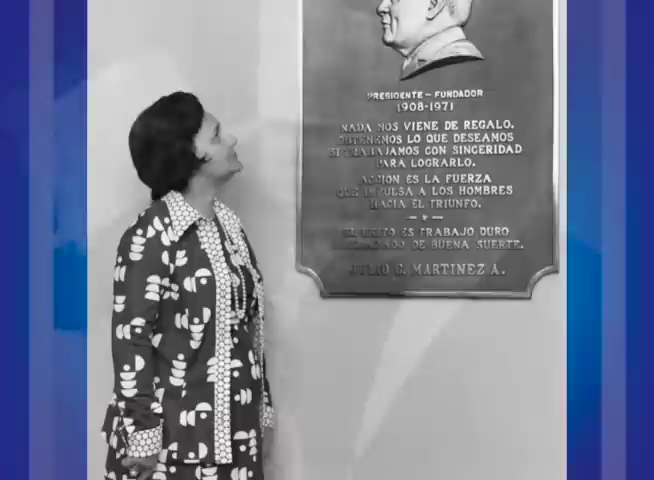 PRESIDENTE – FUNDADOR
1908-1971
NADA NOS VIENE DE REGALO.
OBTENEMOS LO QUE DESEAMOS
SI TRABAJAMOS CON SINCERIDAD
PARA LOGRARLO.
ACCION ES LA FUERZA
QUE IMPULSA A LOS HOMBRES
HACIA EL TRIUNFO.
EL EXITO ES TRABAJO DURO
DE BUENA SUERTE.
JULIO C. MARTINEZ A.